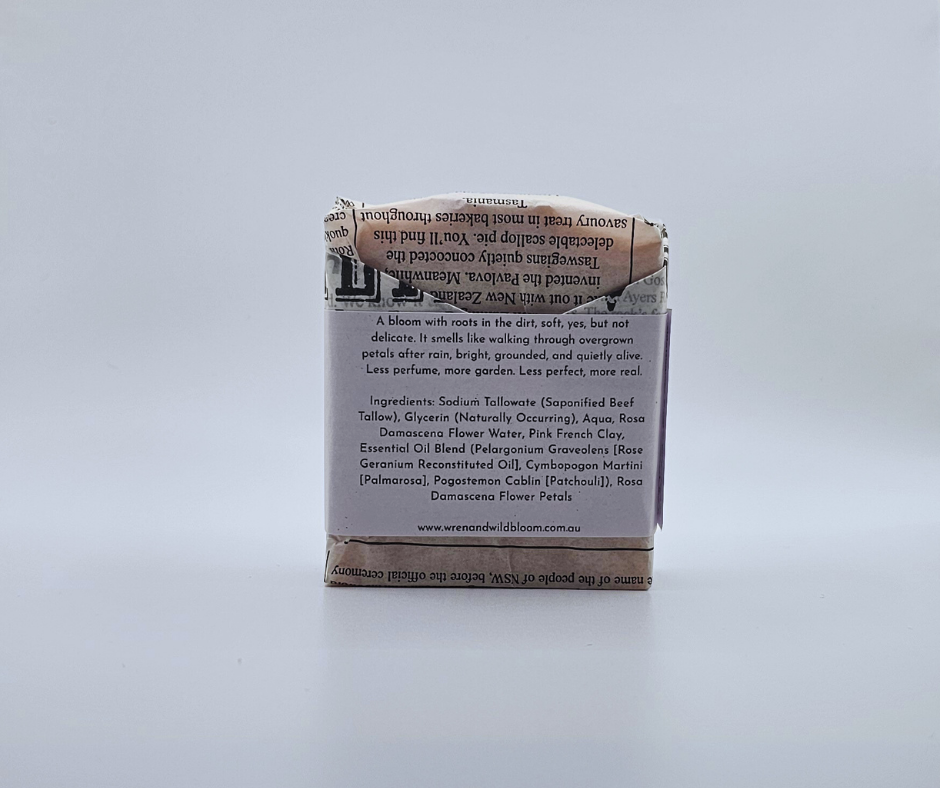 Tasmania.
savoury treat in most bakeries throughout
delectable scallop pie. You'll find this
Taswegians quietly concocted the
invented the Pavlova. Meanwhile,
it out with New Zealand
A bloom with roots in the dirt, soft, yes, but not
delicate. It smells like walking through overgrown
petals after rain, bright, grounded, and quietly alive.
Less perfume, more garden. Less perfect, more real.
Ingredients: Sodium Tallowate (Saponified Beef
Tallow), Glycerin (Naturally Occurring), Aqua, Rosa
Damascena Flower Water, Pink French Clay,
Essential Oil Blend (Pelargonium Graveolens [Rose
Geranium Reconstituted Oil], Cymbopogon Martini
[Palmarosa], Pogostemon Cablin [Patchouli]), Rosa
Damascena Flower Petals
www.wrenandwildbloom.com.au
name of the people of NSW, before the official ceremony